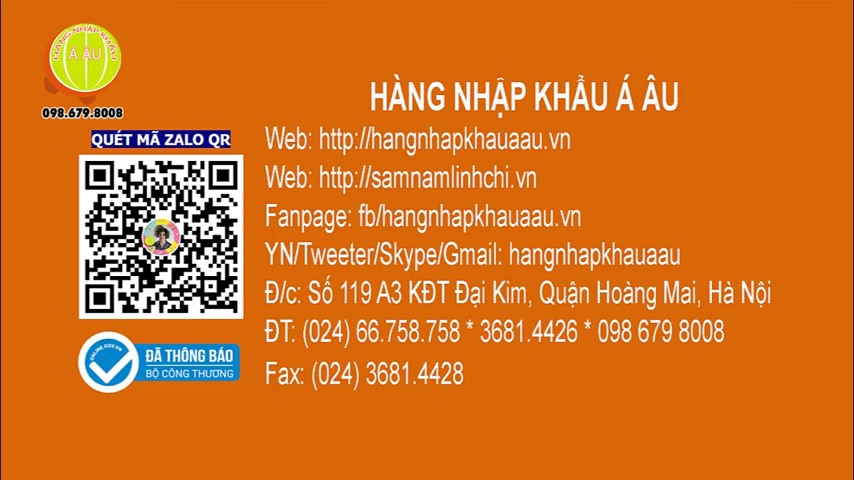 HÀNG NHẬP KHẨU
Á ÂU
098.679.8008
QUÉT MÃ ZALO QR
ONLINE.GOV.VN
ĐÃ THÔNG BÁO
BỘ CÔNG THƯƠNG
HÀNG NHẬP KHẨU Á ÂU
Web: http://hangnhapkhauaau.vn
Web: http://samnamlinhchi.vn
Fanpage: fb/hangnhapkhauaau.vn
YN/Tweeter/Skype/Gmail: hangnhapkhauaau
Đ/c: Số 119 A3 KĐT Đại Kim, Quận Hoàng Mai, Hà Nội
ĐT: (024) 66.758.758 * 3681.4426 * 098 679 8008
Fax: (024) 3681.4428